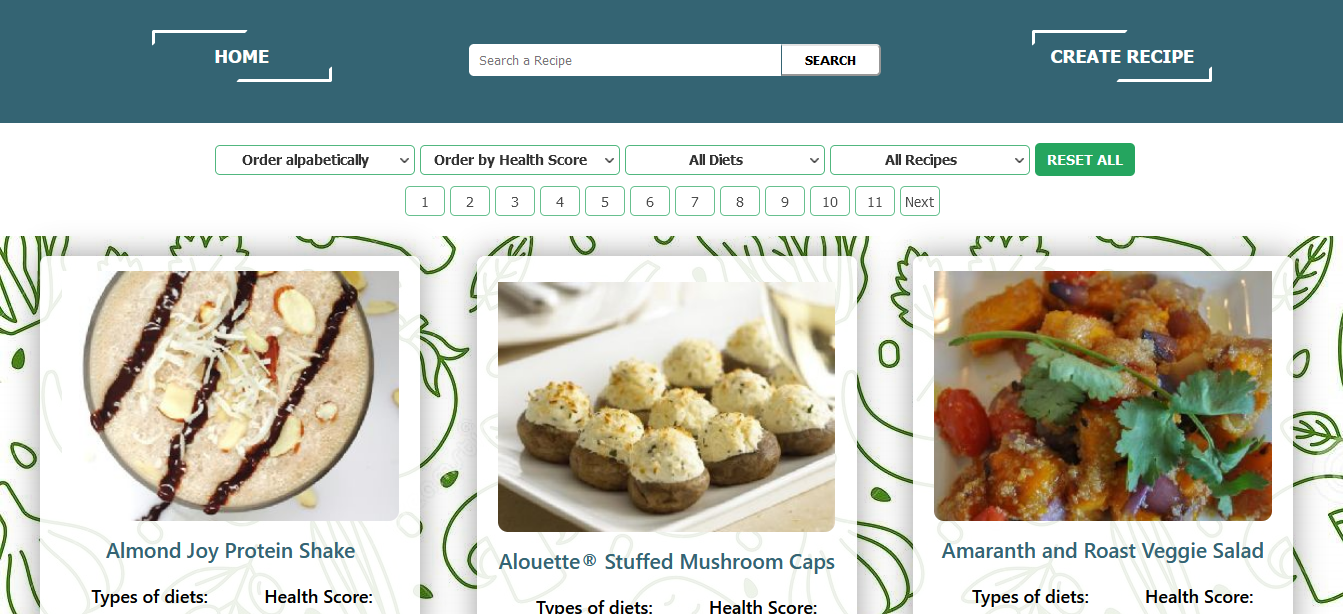 HOME
Search a Recipe SEARCH
CREATE RECIPE
Order alpabetically Order by Health Score All Diets All Recipes RESET ALL
1 2 3 4 5 6 7 8 9 10 11 Next
Almond Joy Protein Shake
Types of diets: Health Score:
Alouette® Stuffed Mushroom Caps
Types of diets: Health Score:
Amaranth and Roast Veggie Salad
Types of diets: Health Score: